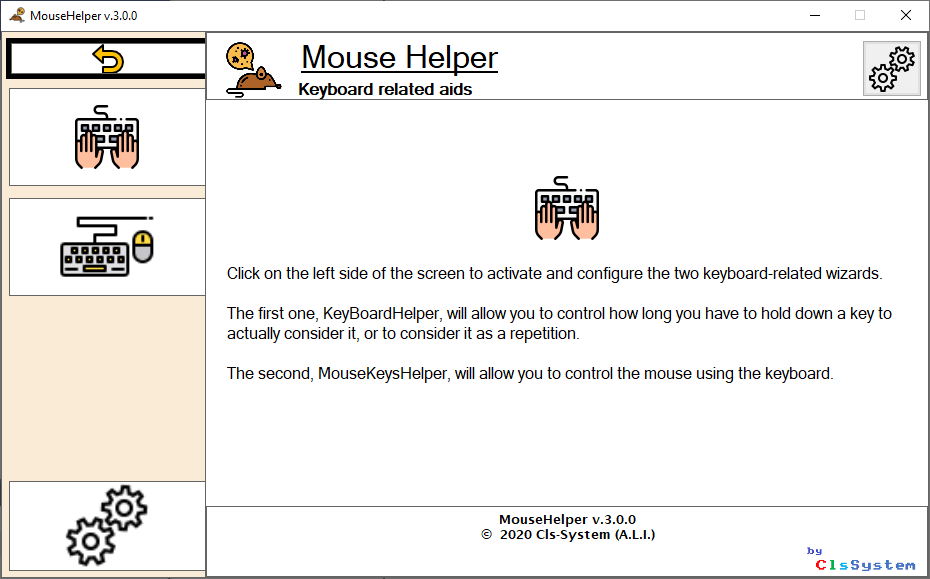 MouseHelper v.3.0.0
Mouse Helper
Keyboard related aids
Click on the left side of the screen to activate and configure the two keyboard-related wizards.
The first one, KeyBoardHelper, will allow you to control how long you have to hold down a key to
actually consider it, or to consider it as a repetition.
The second, MouseKeysHelper, will allow you to control the mouse using the keyboard.
MouseHelper v.3.0.0
© 2020 Cls-System (A.L.I.)
by
ClsSystem